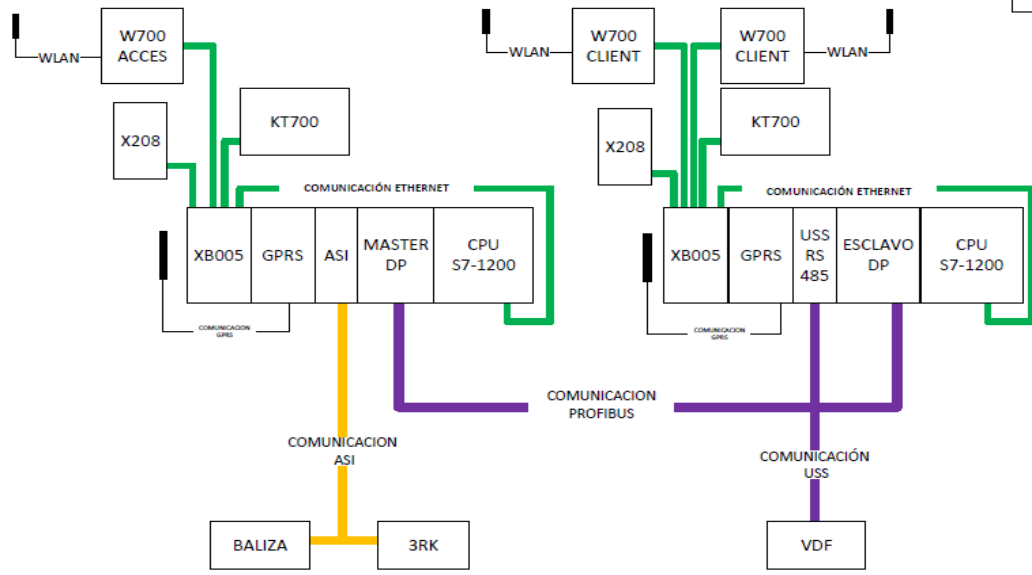 W700
ACCES
WLAN
W700
CLIENT
W700
CLIENT
WLAN
WLAN
X208
KT700
X208
KT700
COMUNICACIÓN ETHERNET
COMUNICACIÓN ETHERNET
XB005
GPRS
ASI
MASTER
DP
CPU
S7-1200
XB005
GPRS
USS
RS
485
ESCLAVO
DP
CPU
S7-1200
COMUNICACION
GPRS
COMUNICACION
GPRS
COMUNICACION
PROFIBUS
COMUNICACION
ASI
COMUNICACIÓN
USS
BALIZA
3RK
VDF